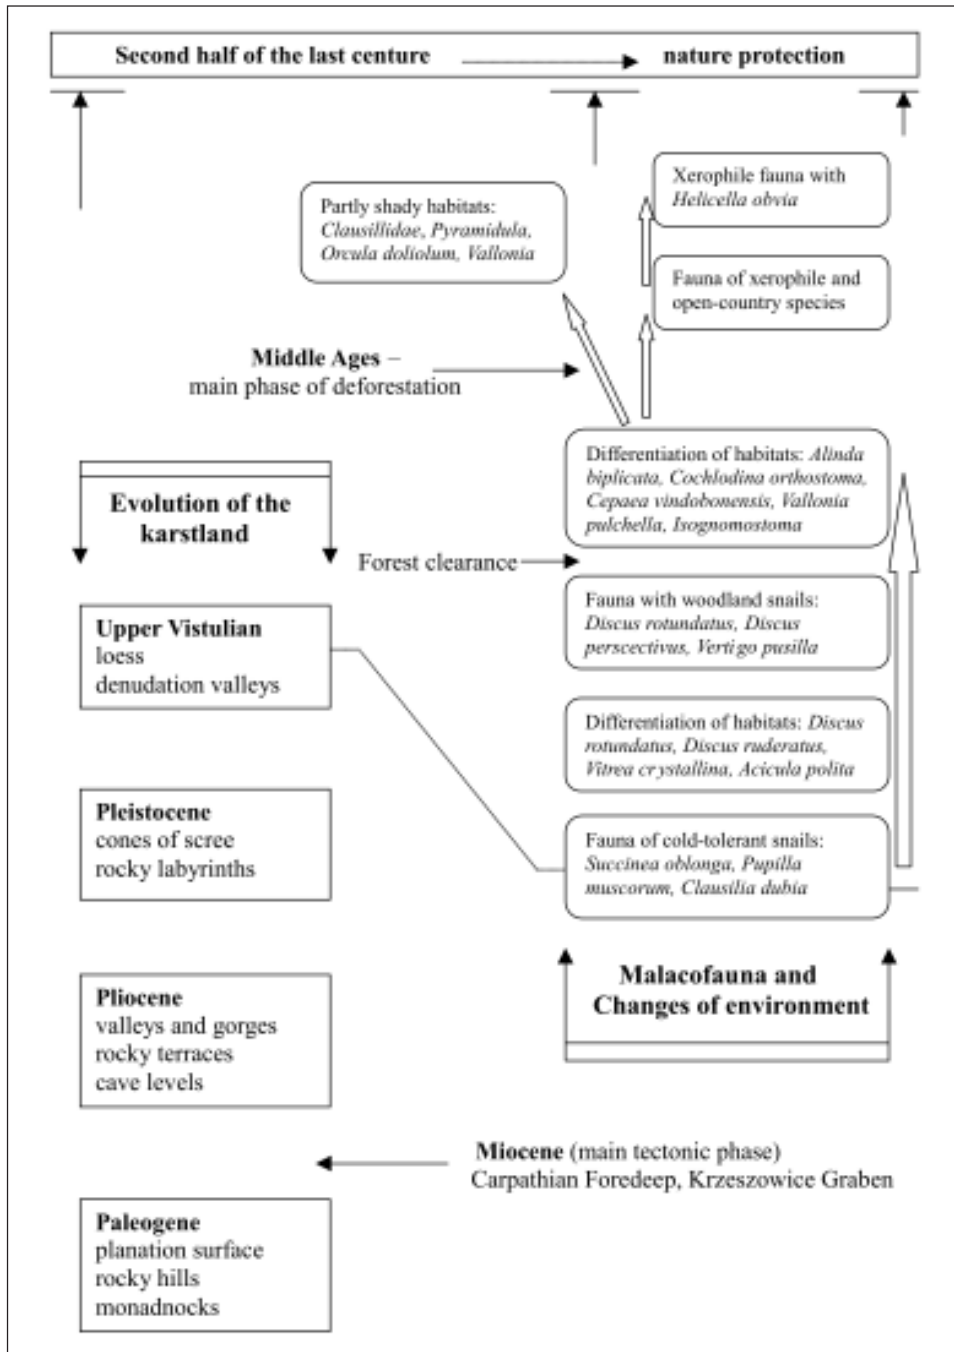 Second half of the last centure
nature protection
Xerophile fauna with
Helicella obvia
Partly shady habitats:
Clausillidae, Pyramidula,
Orcula doliolum, Vallonia
Fauna of xerophile and
open-country species
Middle Ages –
main phase of deforestation
Differentiation of habitats: Alinda
biplicata, Cochlodina orthostoma,
Cepaea vindobonensis, Vallonia
pulchella, Isognomostoma
Evolution of the
karstland
Forest clearance
Fauna with woodland snails:
Discus rotundatus, Discus
perscectivus, Vertigo pusilla
Upper Vistulian
loess
denudation valleys
Differentiation of habitats: Discus
rotundatus, Discus ruderatus,
Vitrea crystallina, Acicula polita
Pleistocene
cones of scree
rocky labyrinths
Fauna of cold-tolerant snails:
Succinea oblonga, Pupilla
muscorum, Clausilia dubia
Malacofauna and
Changes of environment
Pliocene
valleys and gorges
rocky terraces
cave levels
Miocene (main tectonic phase)
Carpathian Foredeep, Krzeszowice Graben
Paleogene
planation surface
rocky hills
monadnocks